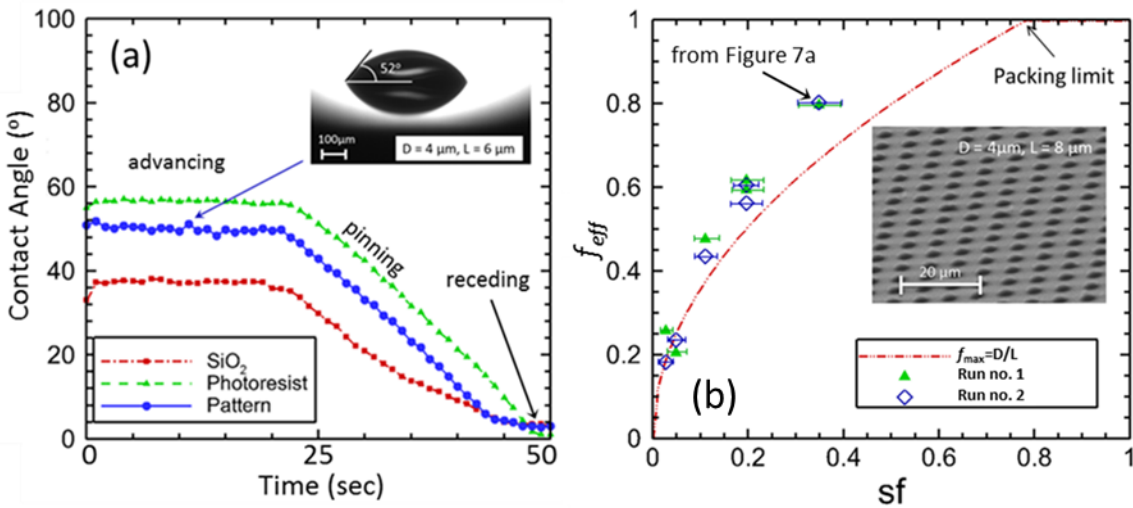 (a)
100
80
60
40
20
0
Contact Angle (º)
0
25
50
Time (sec)
advancing
pinning
receding
52º
100µm
D = 4 µm, L = 6 µm
SiO₂
Photoresist
Pattern
(b)
1
0.8
0.6
0.4
0.2
0
f_eff
0
0.2
0.4
0.6
0.8
1
sf
from Figure 7a
Packing limit
D = 4µm, L = 8 µm
20 µm
f_max=D/L
Run no. 1
Run no. 2